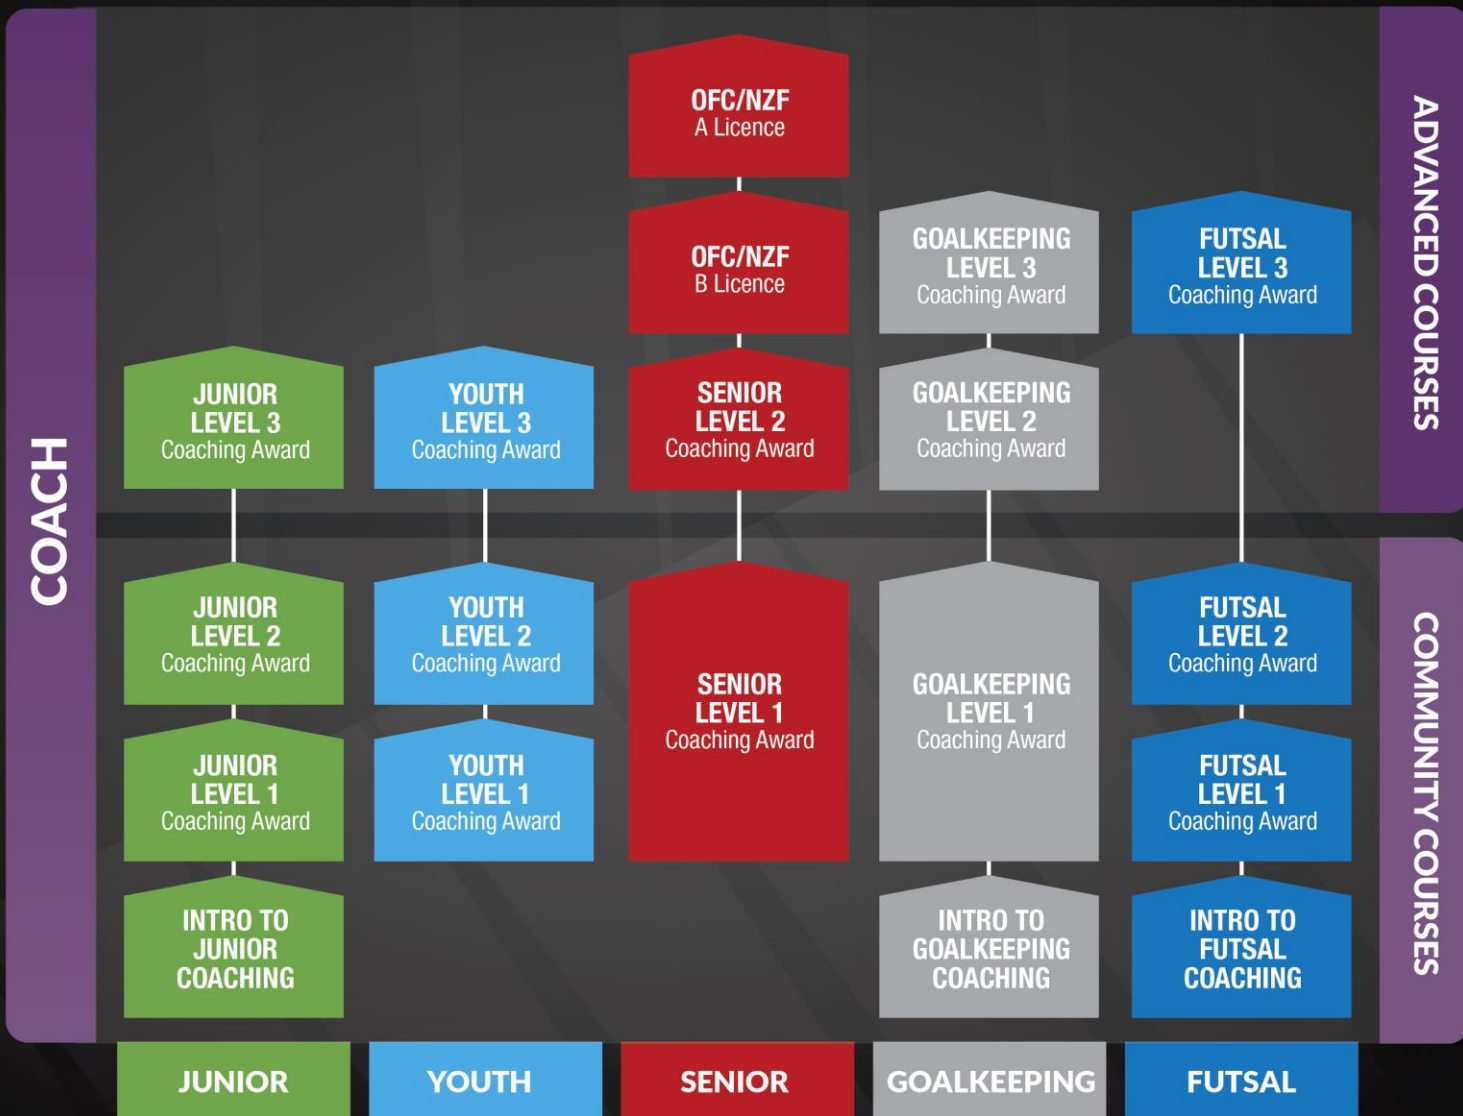 COACH
ADVANCED COURSES
COMMUNITY COURSES
OFC/NZF
A Licence
OFC/NZF
B Licence
GOALKEEPING
LEVEL 3
Coaching Award
FUTSAL
LEVEL 3
Coaching Award
JUNIOR
LEVEL 3
Coaching Award
YOUTH
LEVEL 3
Coaching Award
SENIOR
LEVEL 2
Coaching Award
GOALKEEPING
LEVEL 2
Coaching Award
JUNIOR
LEVEL 2
Coaching Award
YOUTH
LEVEL 2
Coaching Award
SENIOR
LEVEL 1
Coaching Award
GOALKEEPING
LEVEL 1
Coaching Award
FUTSAL
LEVEL 2
Coaching Award
JUNIOR
LEVEL 1
Coaching Award
YOUTH
LEVEL 1
Coaching Award
FUTSAL
LEVEL 1
Coaching Award
INTRO TO
JUNIOR
COACHING
INTRO TO
GOALKEEPING
COACHING
INTRO TO
FUTSAL
COACHING
JUNIOR
YOUTH
SENIOR
GOALKEEPING
FUTSAL